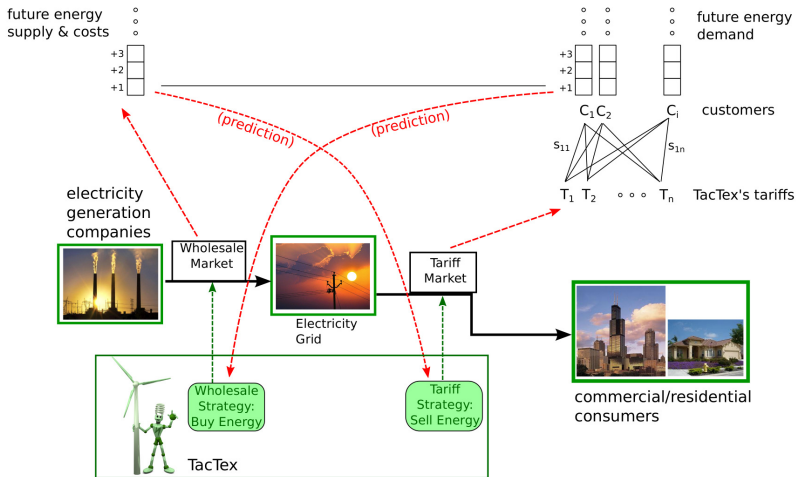 future energy
supply & costs
+3
+2
+1
future energy
demand
+3
+2
+1
C1 C2 Ci
customers
(prediction)
(prediction)
s11
s1n
T1 T2 Tn
TacTex's tariffs
electricity
generation
companies
Wholesale
Market
Tariff
Market
Electricity
Grid
Wholesale
Strategy:
Buy Energy
Tariff
Strategy:
Sell Energy
commercial/residential
consumers
TacTex